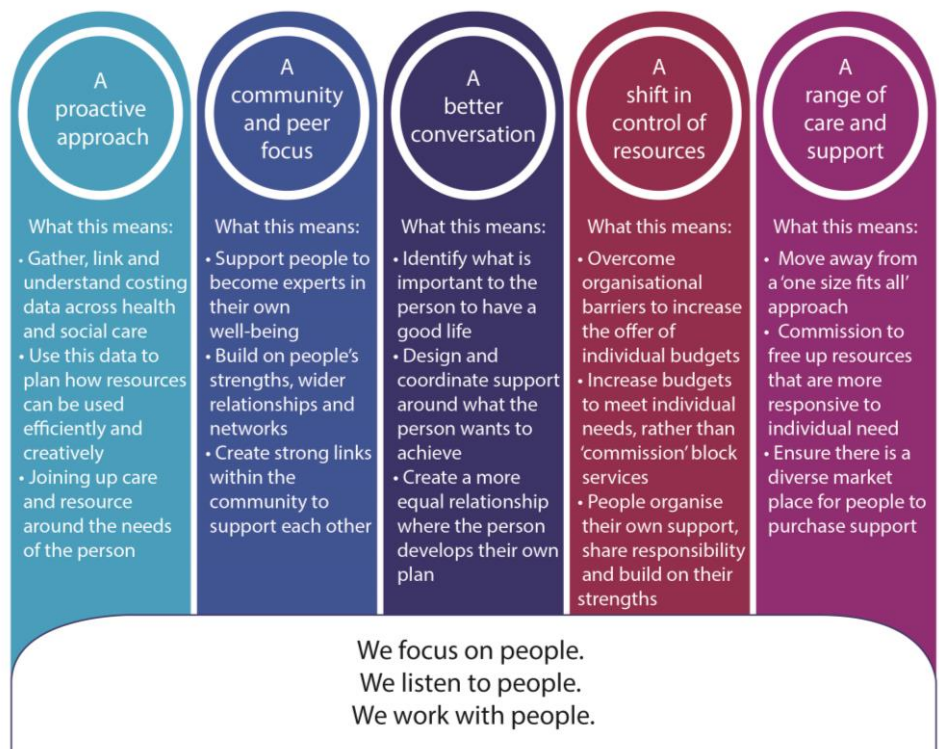 A
proactive
approach
What this means:
• Gather, link and
understand costing
data across health
and social care
• Use this data to
plan how resources
can be used
efficiently and
creatively
• Joining up care
and resource
around the needs
of the person
A
community
and peer
focus
What this means:
• Support people to
become experts in
their own
well-being
• Build on people's
strengths, wider
relationships and
networks
• Create strong links
within the
community to
support each other
A
better
conversation
What this means:
• Identify what is
important to the
person to have a
good life
• Design and
coordinate support
around what the
person wants to
achieve
• Create a more
equal relationship
where the person
develops their own
plan
A
shift in
control of
resources
What this means:
• Overcome
organisational
barriers to increase
the offer of
individual budgets
• Increase budgets
to meet individual
needs, rather than
'commission' block
services
• People organise
their own support,
share responsibility
and build on their
strengths
A
range of
care and
support
What this means:
• Move away from
a 'one size fits all'
approach
• Commission to
free up resources
that are more
responsive to
individual need
• Ensure there is a
diverse market
place for people to
purchase support
We focus on people.
We listen to people.
We work with people.